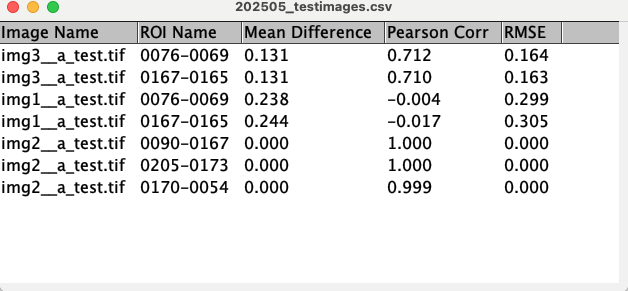 202505_testimages.csv
Image Name ROI Name Mean Difference Pearson Corr RMSE
img3__a_test.tif 0076-0069 0.131 0.712 0.164
img3__a_test.tif 0167-0165 0.131 0.710 0.163
img1__a_test.tif 0076-0069 0.238 -0.004 0.299
img1__a_test.tif 0167-0165 0.244 -0.017 0.305
img2__a_test.tif 0090-0167 0.000 1.000 0.000
img2__a_test.tif 0205-0173 0.000 1.000 0.000
img2__a_test.tif 0170-0054 0.000 0.999 0.000